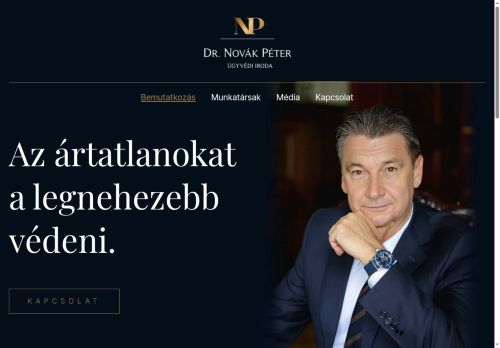 NP
DR. NOVÁK PÉTER
ÜGYVÉDI IRODA
Bemutatkozás Munkatársak Média Kapcsolat
Az ártatlanokat
a legnehezebb
védeni.
KAPCSOLAT